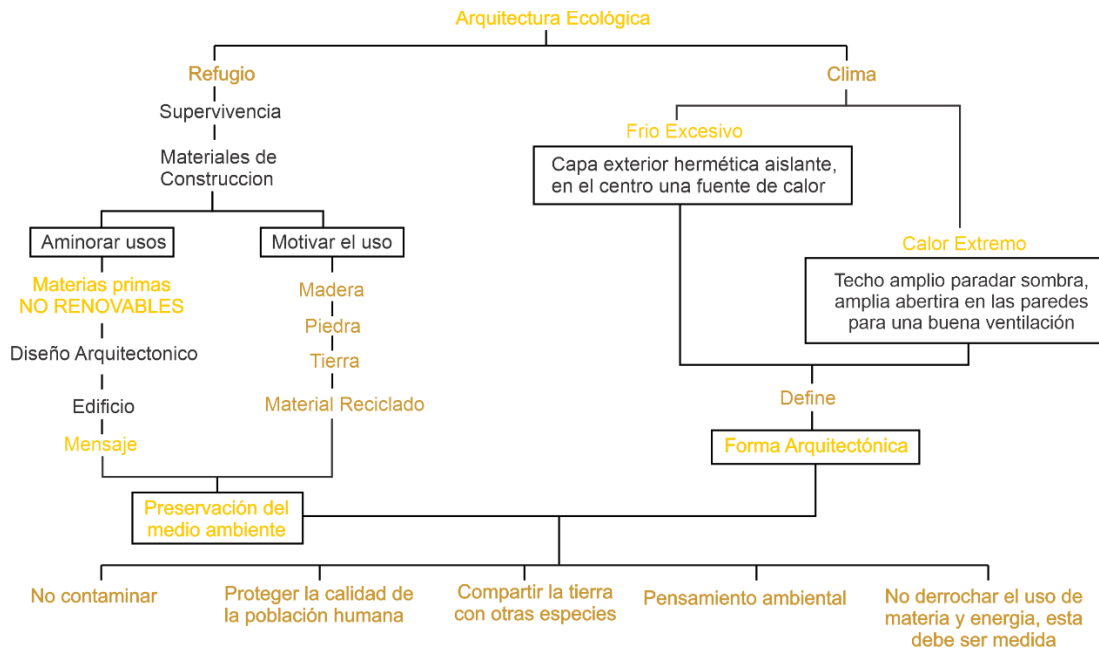 Arquitectura Ecológica
Refugio
Clima
Supervivencia
Frio Excesivo
Materiales de
Construccion
Capa exterior hermética aislante,
en el centro una fuente de calor
Aminorar usos
Motivar el uso
Calor Extremo
Materias primas
NO RENOVABLES
Madera
Techo amplio paradar sombra,
amplia abertira en las paredes
para una buena ventilación
Piedra
Diseño Arquitectonico
Tierra
Edificio
Material Reciclado
Define
Mensaje
Forma Arquitectónica
Preservación del
medio ambiente
No contaminar
Proteger la calidad de
la población humana
Compartir la tierra
con otras especies
Pensamiento ambiental
No derrochar el uso de
materia y energia, esta
debe ser medida